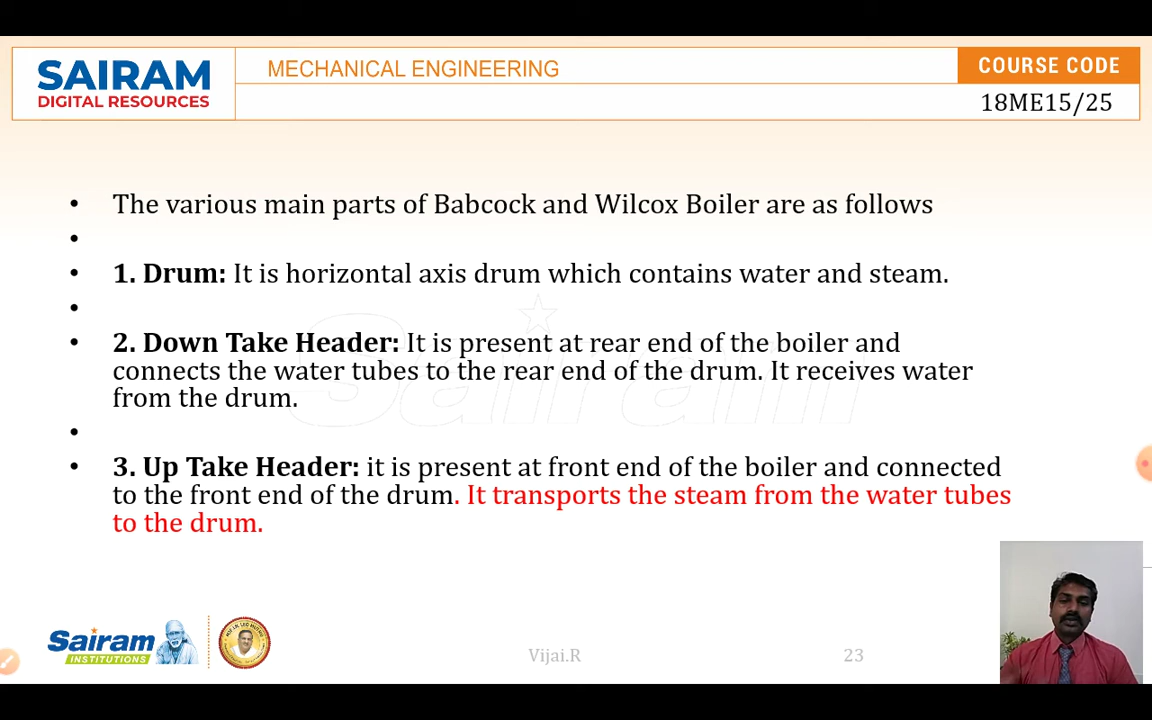 SAIRAM
DIGITAL RESOURCES
MECHANICAL ENGINEERING
COURSE CODE
18ME15/25
• The various main parts of Babcock and Wilcox Boiler are as follows
•
• 1. Drum: It is horizontal axis drum which contains water and steam.
•
• 2. Down Take Header: It is present at rear end of the boiler and
connects the water tubes to the rear end of the drum. It receives water
from the drum.
•
• 3. Up Take Header: it is present at front end of the boiler and connected
to the front end of the drum. It transports the steam from the water tubes
to the drum.
Sairam
Sairam
INSTITUTIONS
Vijai.R
23